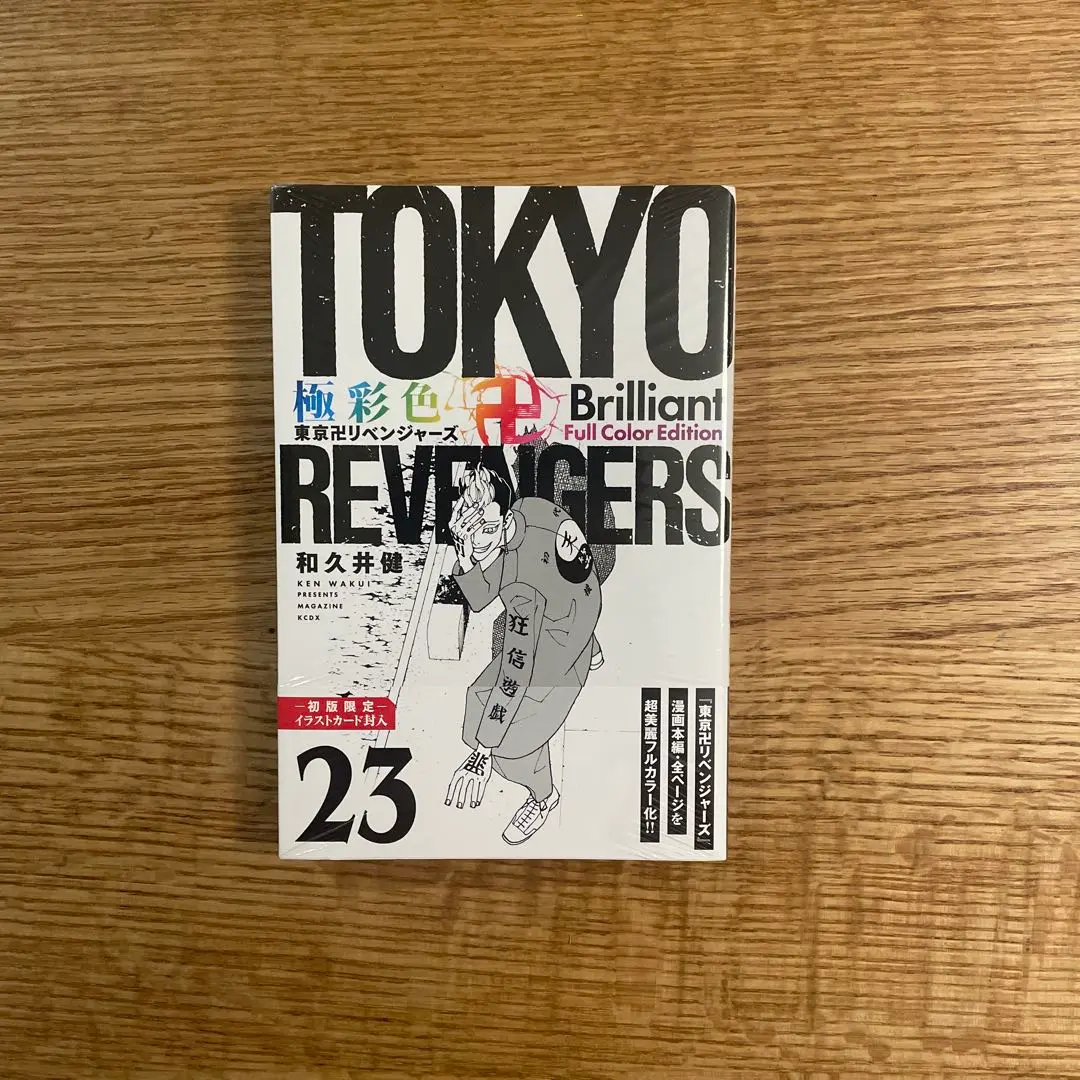 TOKYO
極彩色 卍 Brilliant
東京卍リベンジャーズ Full Color Edition
REVENGERS
和久井健
KEN WAKUI
PRESENTS
MAGAZINE
KCDX
天
狂信遊戯
罪
初版限定
イラストカード封入
23
『東京卍リベンジャーズ』
漫画本編・全ページを
超美麗フルカラー化!!